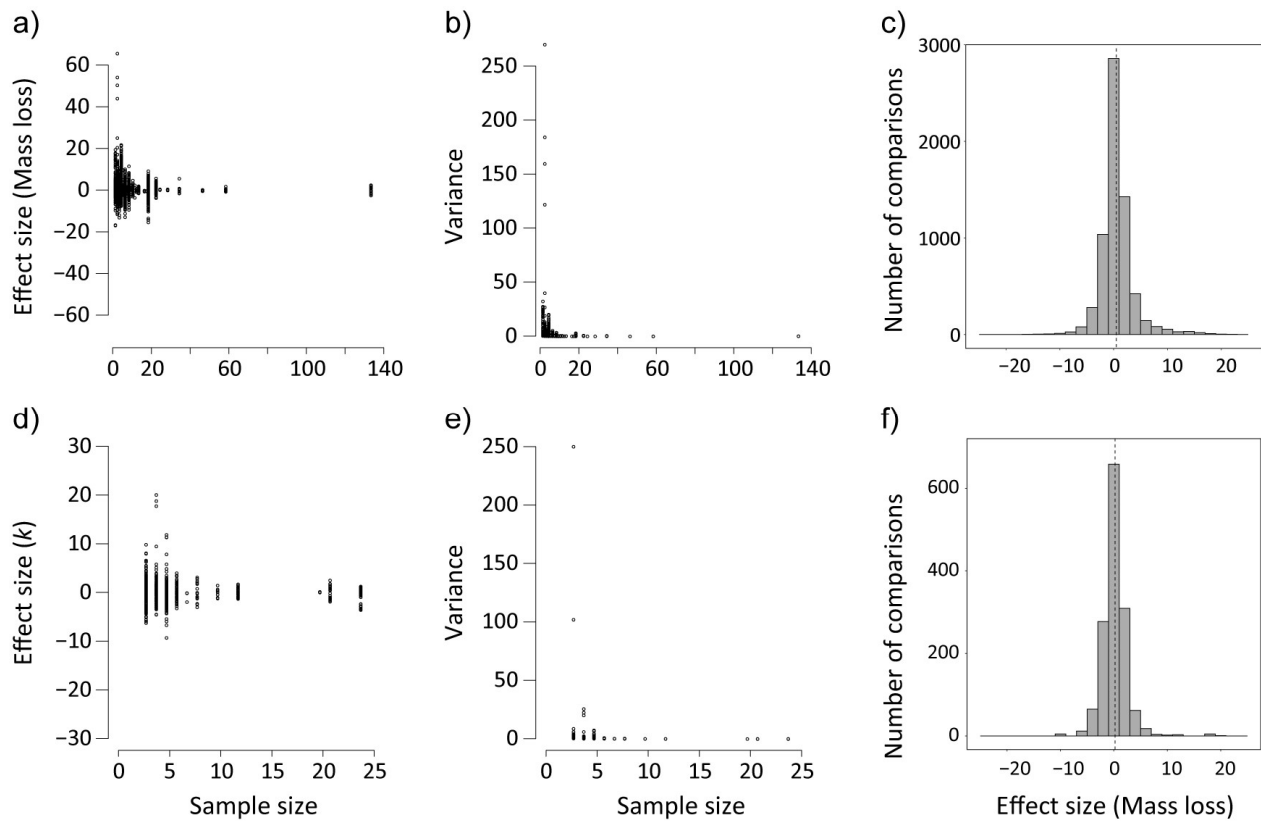 a)
Effect size (Mass loss)
60
40
20
0
−20
−40
−60
0 20 60 100 140
b)
Variance
250
200
150
100
50
0
0 20 60 100 140
c)
Number of comparisons
3000
2000
1000
0
−20 −10 0 10 20
d)
Effect size (k)
30
20
10
0
−10
−20
−30
0 5 10 15 20 25
Sample size
e)
Variance
250
200
150
100
50
0
0 5 10 15 20 25
Sample size
f)
Number of comparisons
600
400
200
0
−20 −10 0 10 20
Effect size (Mass loss)